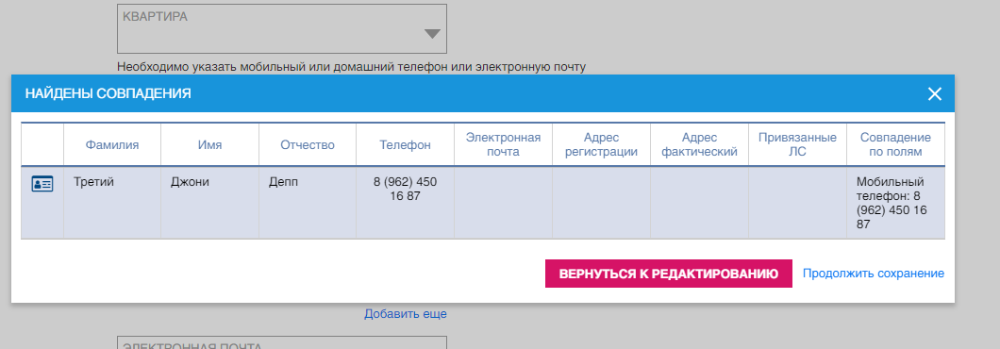 КВАРТИРА
Необходимо указать мобильный или домашний телефон или электронную почту
НАЙДЕНЫ СОВПАДЕНИЯ
Фамилия
Имя
Отчество
Телефон
Электронная
почта
Адрес
регистрации
Адрес
фактический
Привязанные
ЛС
Совпадение
по полям
Третий
Джони
Депп
8 (962) 450
16 87
Мобильный
телефон: 8
(962) 450 16
87
ВЕРНУТЬСЯ К РЕДАКТИРОВАНИЮ
Продолжить сохранение
Добавить еще
ЭЛЕКТРОННАЯ ПОЧТА